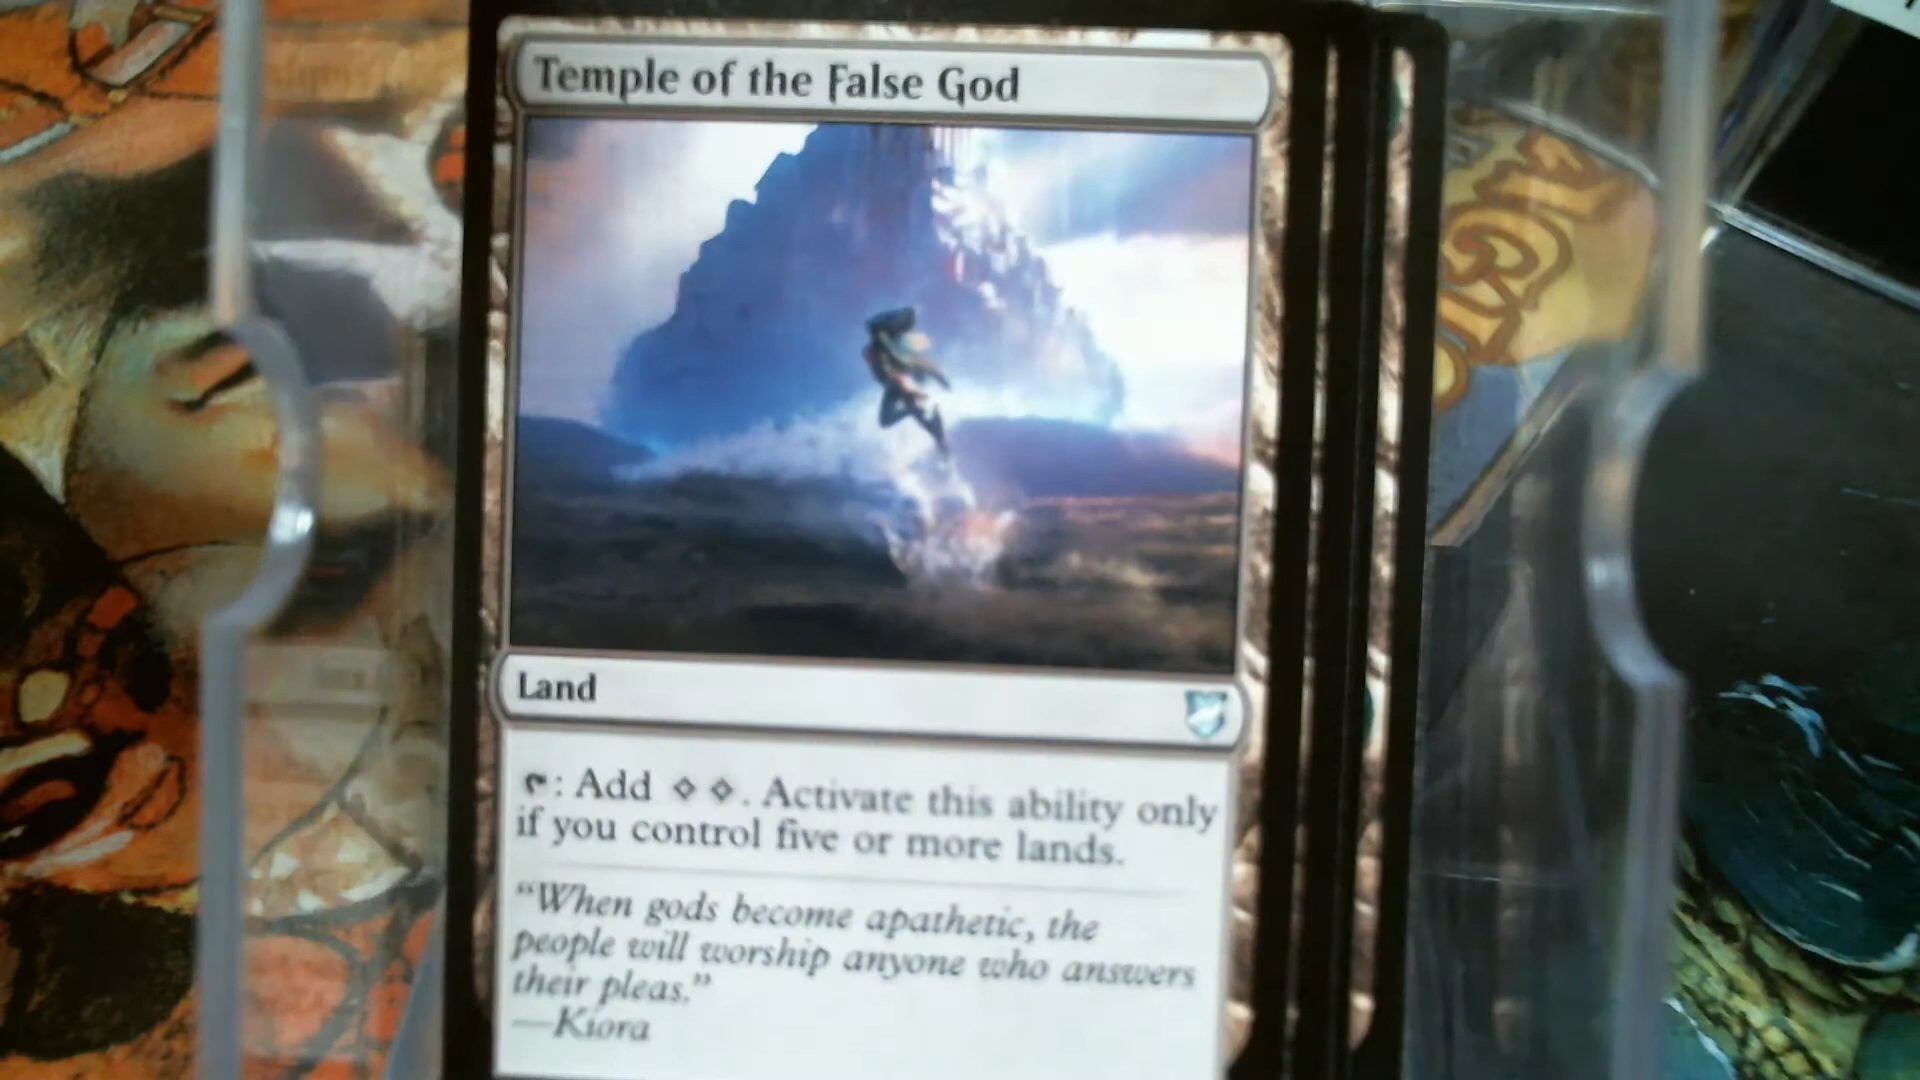 Temple of the False God
Land
: Add . Activate this ability only
if you control five or more lands.
“When gods become apathetic, the
people will worship anyone who answers
their pleas.”
—Kiora